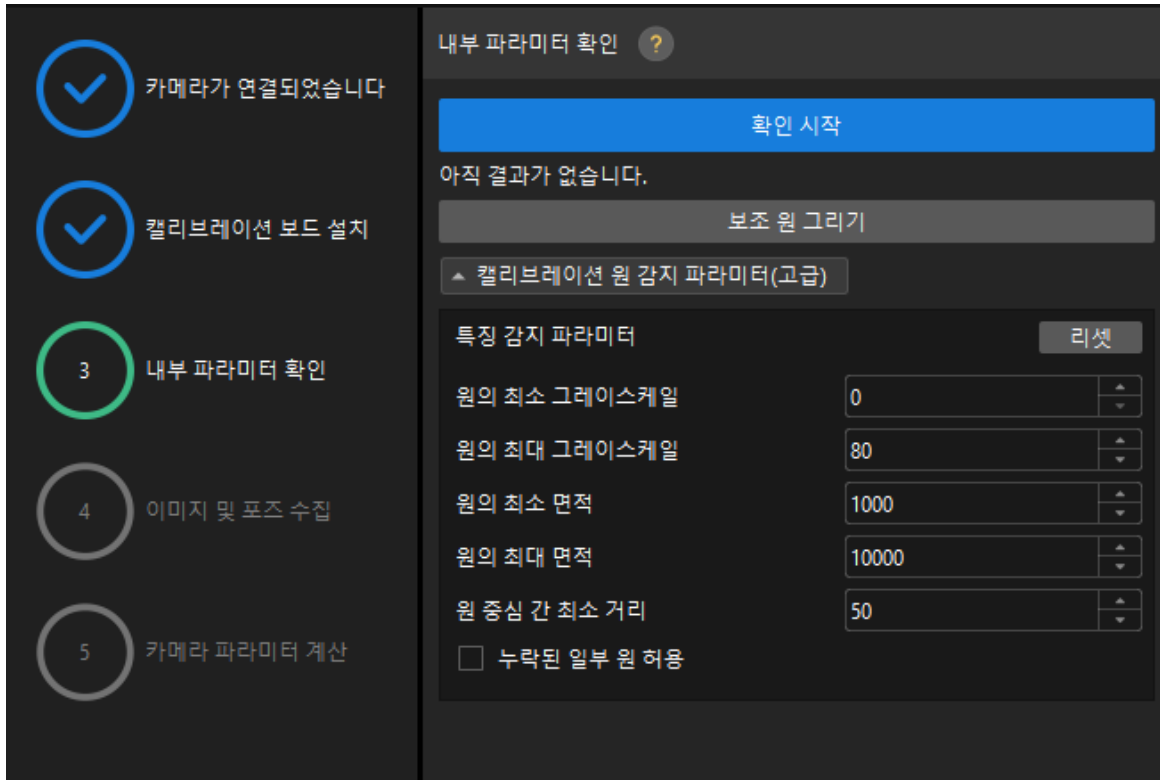 카메라가 연결되었습니다
캘리브레이션 보드 설치
3 내부 파라미터 확인
4 이미지 및 포즈 수집
5 카메라 파라미터 계산
내부 파라미터 확인 ?
확인 시작
아직 결과가 없습니다.
보조 원 그리기
캘리브레이션 원 감지 파라미터(고급)
특징 감지 파라미터 리셋
원의 최소 그레이스케일 0
원의 최대 그레이스케일 80
원의 최소 면적 1000
원의 최대 면적 10000
원 중심 간 최소 거리 50
누락된 일부 원 허용